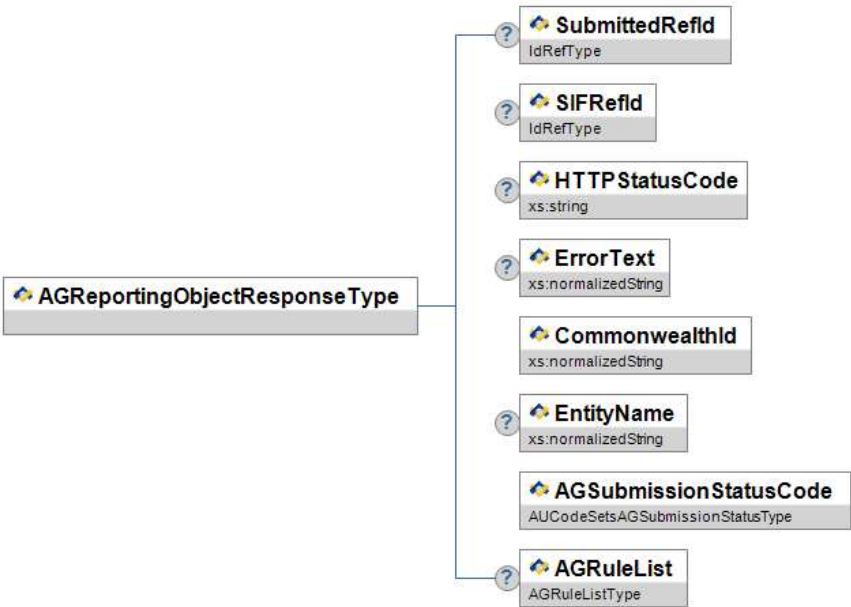 ?
SubmittedRefId
IdRefType
?
SIFRefId
IdRefType
?
HTTPStatusCode
xs:string
?
ErrorText
xs:normalizedString
AGReportingObjectResponseType
CommonwealthId
xs:normalizedString
?
EntityName
xs:normalizedString
AGSubmissionStatusCode
AUCodeSetsAGSubmissionStatusType
?
AGRuleList
AGRuleListType